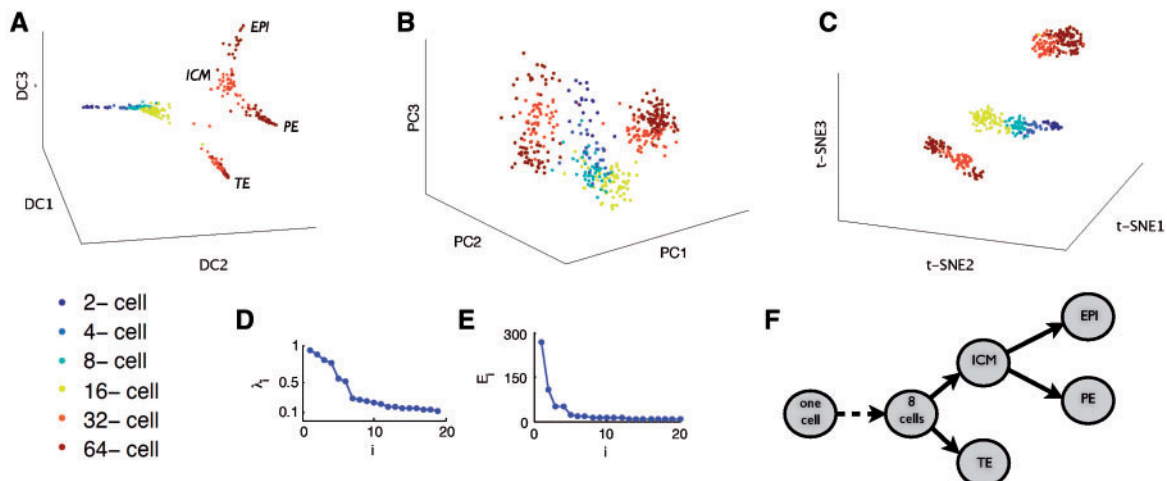 A
EPI
ICM
PE
TE
DC3
DC1
DC2
B
PC3
PC2
PC1
C
t-SNE3
t-SNE2
t-SNE1
2- cell
4- cell
8- cell
16- cell
32- cell
64- cell
D
λi
1
0.5
0.1
0
10
20
i
E
Ei
300
150
0
0
10
20
i
F
one
cell
8
cells
ICM
TE
EPI
PE